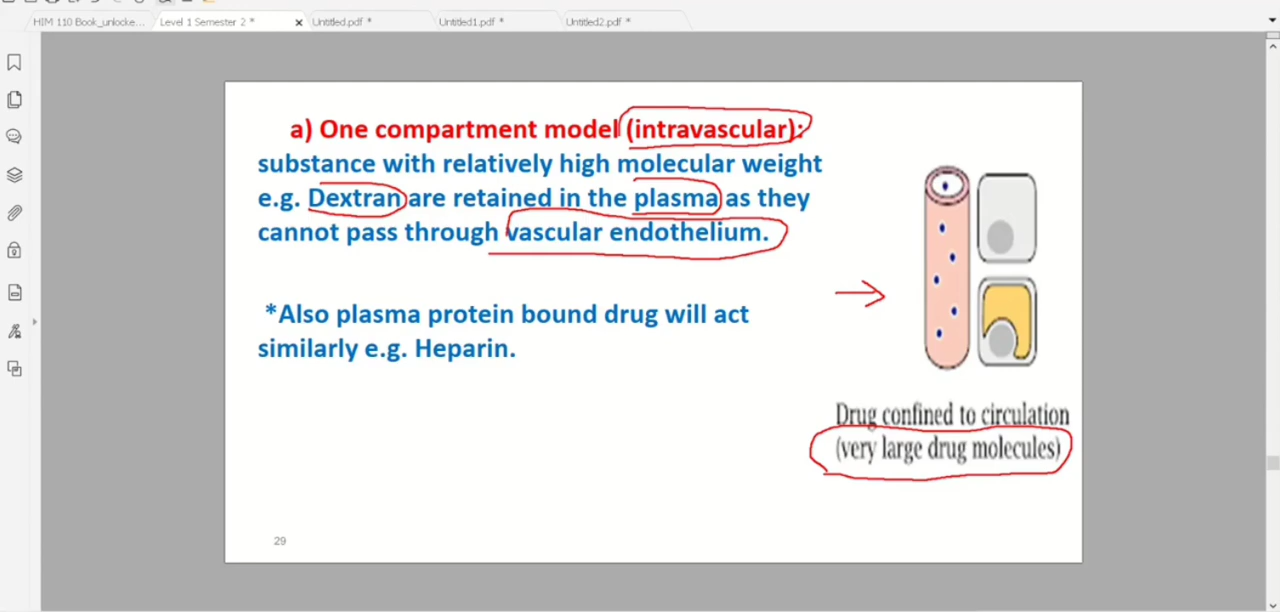 HIM 110 Book_unlocke...
Level 1 Semester 2 *
Untitled.pdf *
Untitled1.pdf *
Untitled2.pdf *
a) One compartment model (intravascular):
substance with relatively high molecular weight
e.g. Dextran are retained in the plasma as they
cannot pass through vascular endothelium.
*Also plasma protein bound drug will act
similarly e.g. Heparin.
Drug confined to circulation
(very large drug molecules)
29